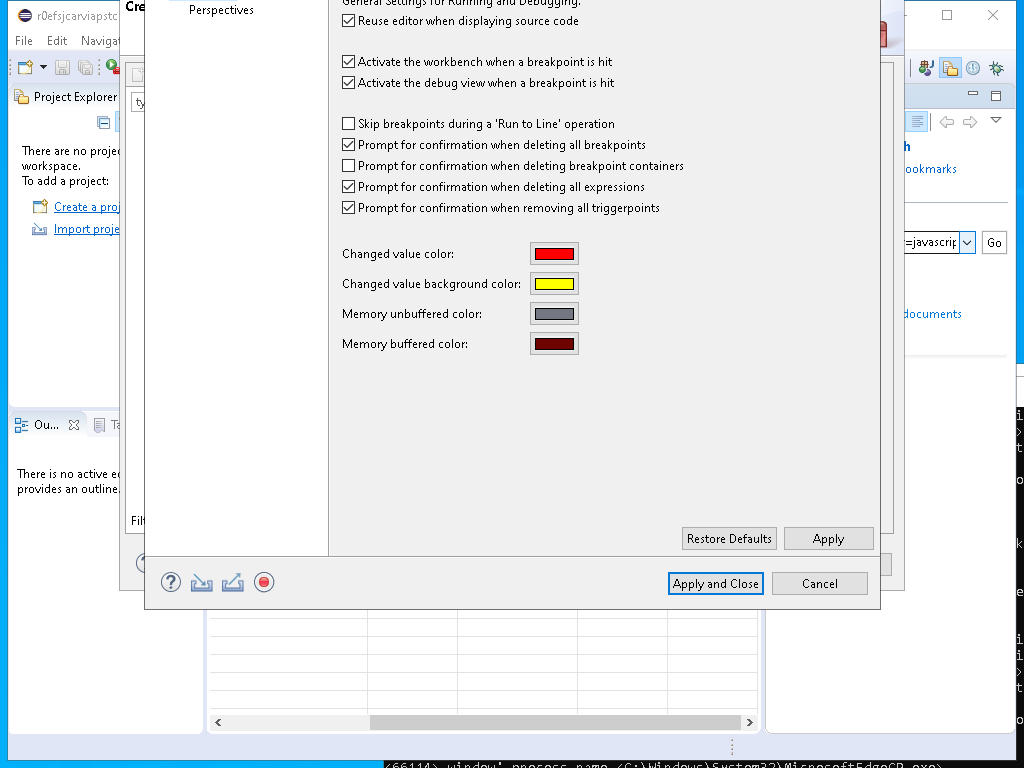 r0efsjcarviapstc
Cre
Perspectives
General Settings for Running and Debugging.
Reuse editor when displaying source code
File Edit Navigat
Activate the workbench when a breakpoint is hit
Activate the debug view when a breakpoint is hit
Project Explorer
ty
Skip breakpoints during a 'Run to Line' operation
Prompt for confirmation when deleting all breakpoints
Prompt for confirmation when deleting breakpoint containers
Prompt for confirmation when deleting all expressions
Prompt for confirmation when removing all triggerpoints
There are no projec
workspace.
To add a project:
Create a proj
Import proje
h
ookmarks
=javascrip
Go
documents
Changed value color:
Changed value background color:
Memory unbuffered color:
Memory buffered color:
Ou...
Ta
There is no active ed
provides an outline.
Filt
Restore Defaults Apply
Apply and Close Cancel
<66114> window' process name <C:\Windows\System32\MicrosoftEdgeCP.exe>